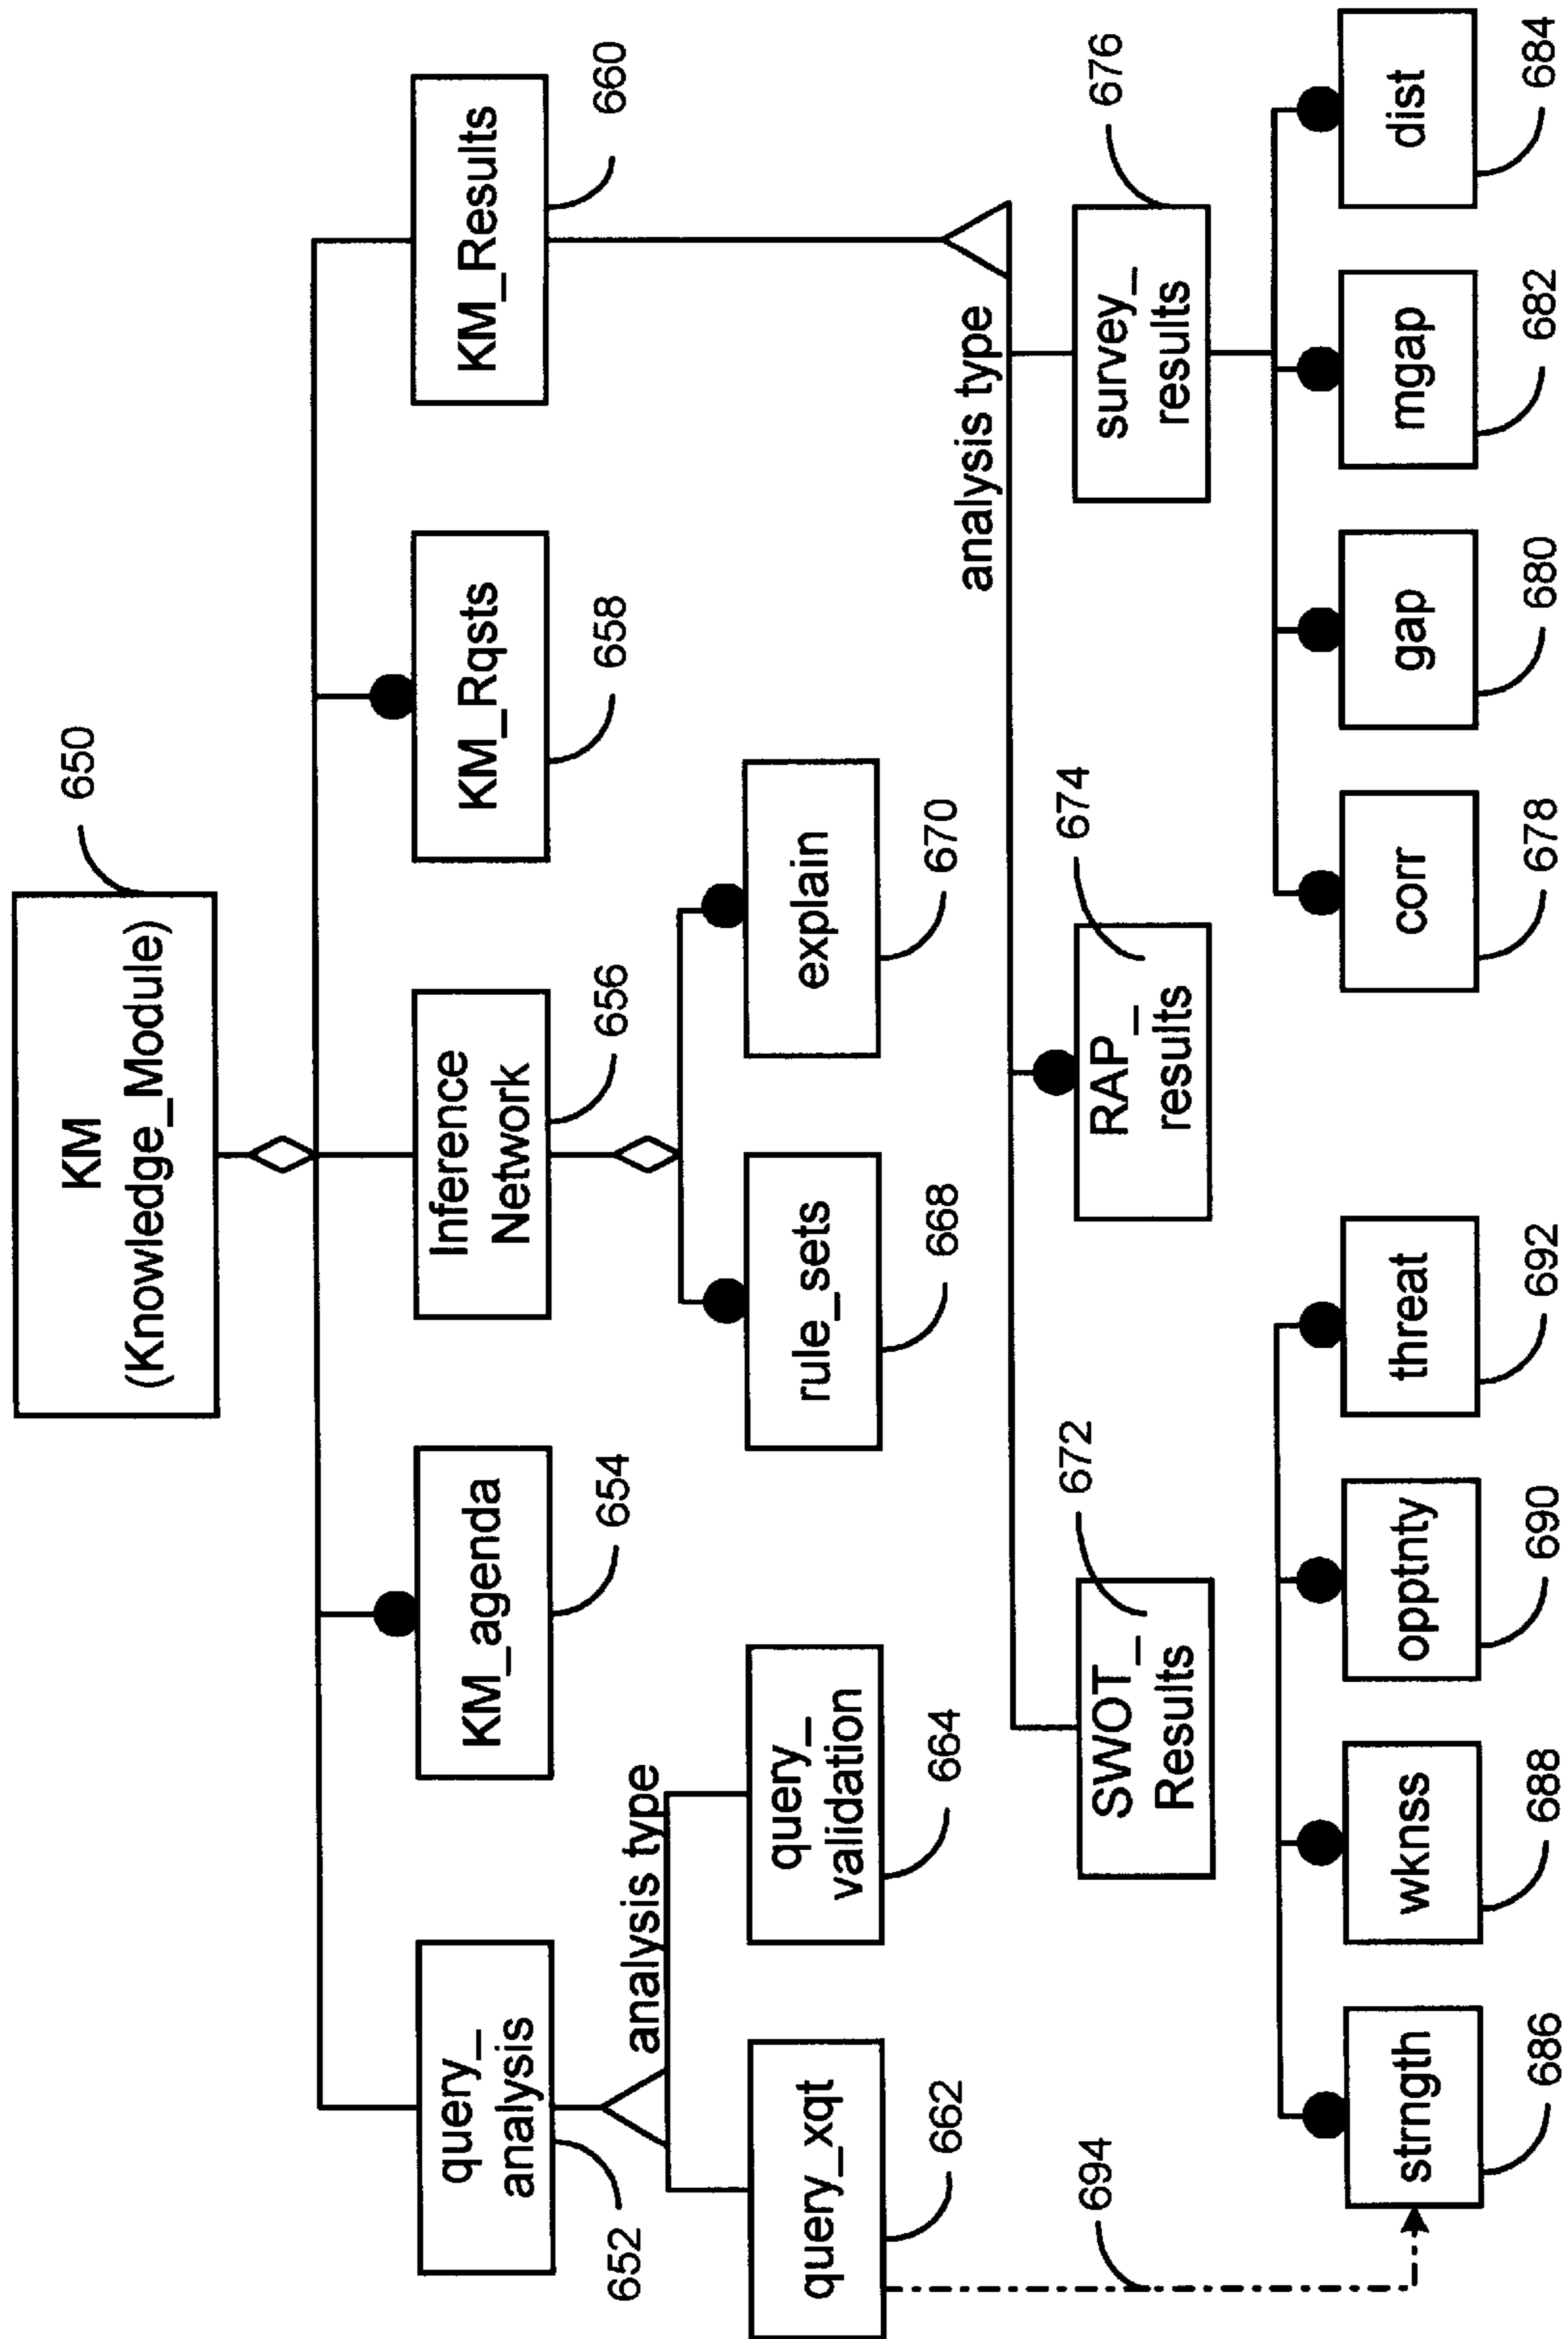 KM
(Knowledge_Module)
650
query_
analysis
652
KM_agenda
654
Inference
Network
656
KM_Rqsts
658
KM_Results
660
analysis type
query_xqt
662
query_
validation
664
rule_sets
668
explain
670
analysis type
SWOT_
Results
672
RAP_
results
674
survey_
results
676
694
strngth
686
wknss
688
opptnty
690
threat
692
corr
678
gap
680
mgap
682
dist
684